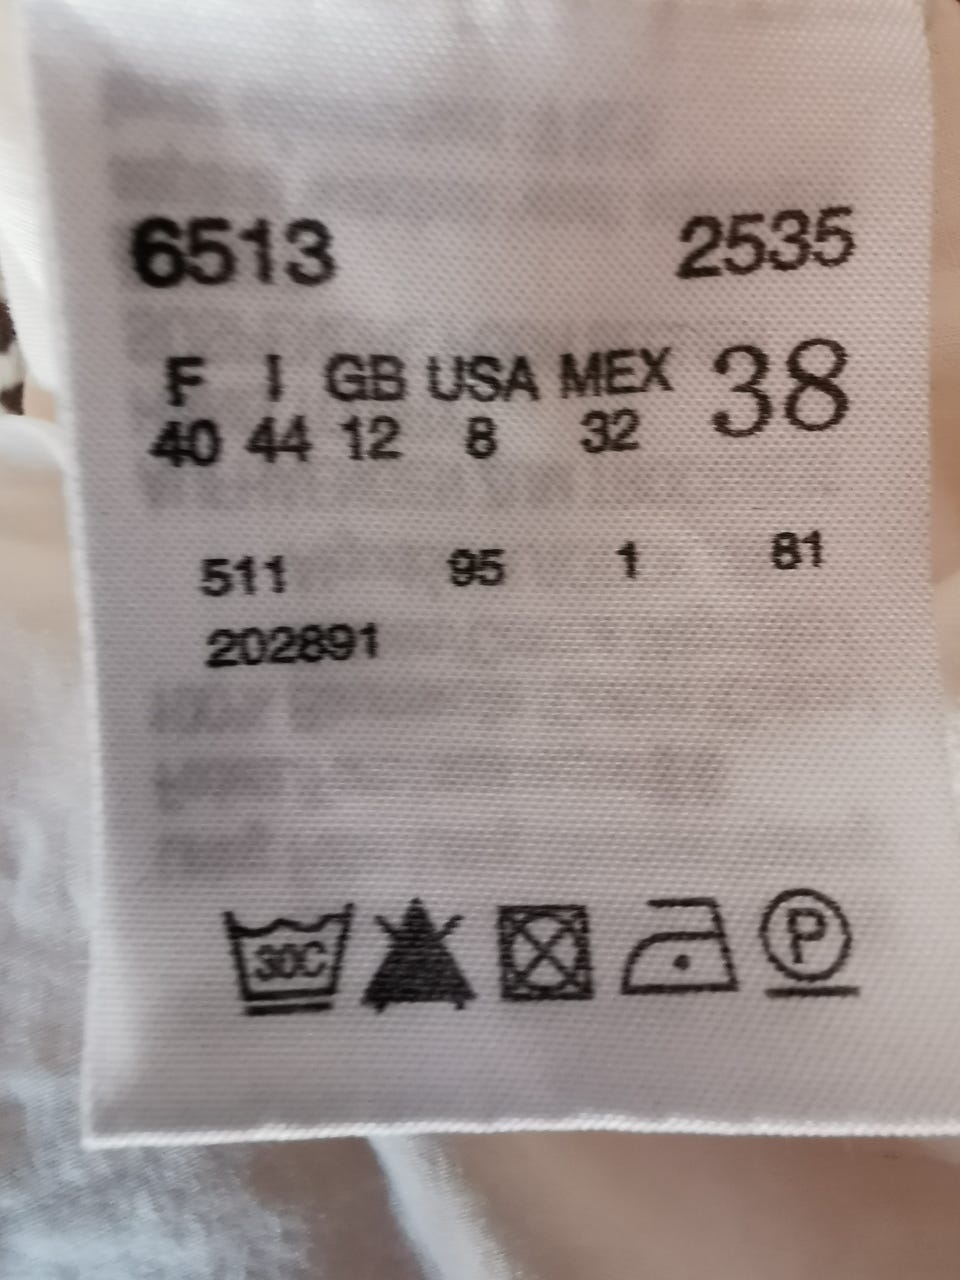 6513 2535
F I GB USA MEX 38
40 44 12 8 32
511 95 1 81
202891
30C
P